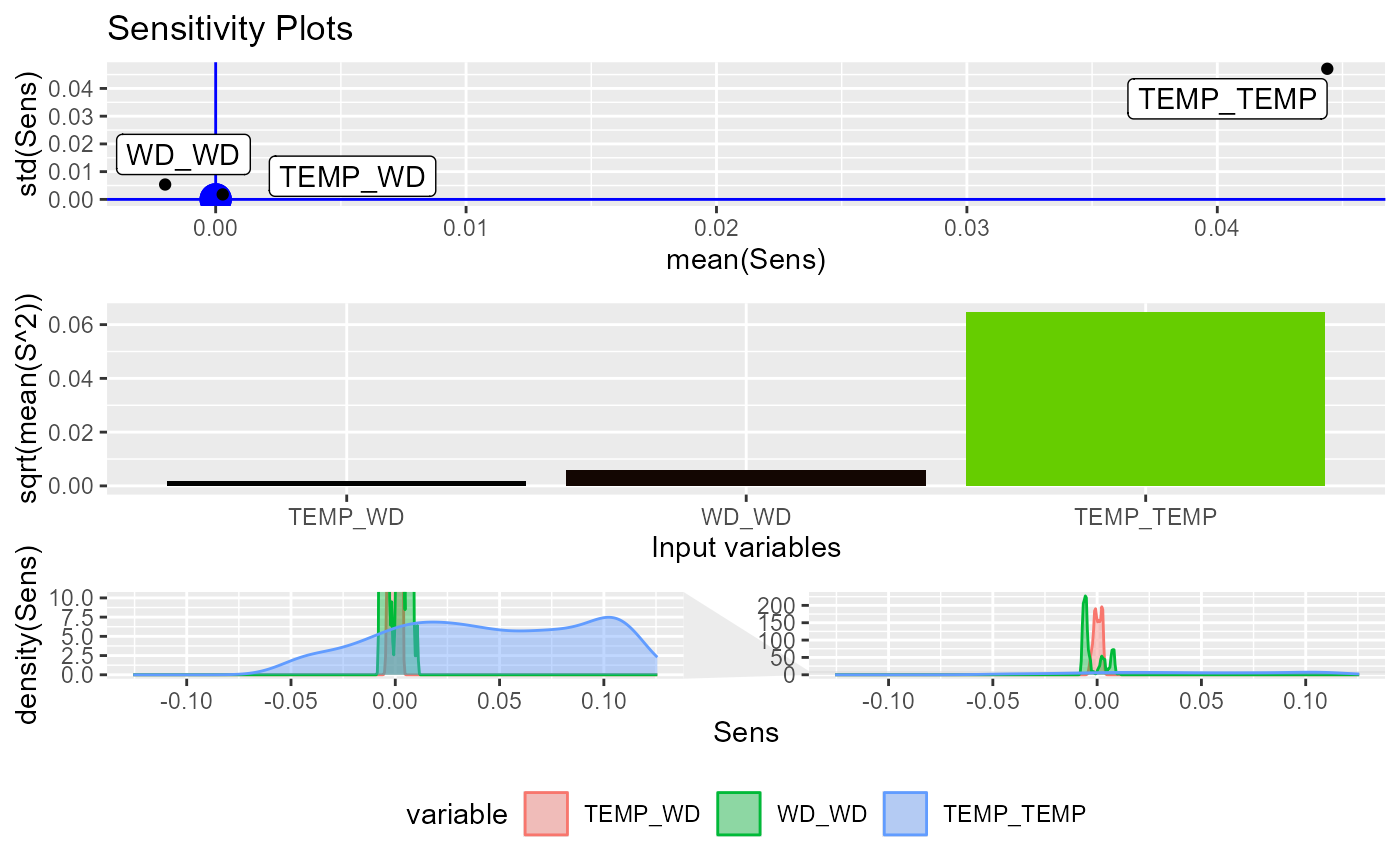 Sensitivity Plots
std(Sens)
0.04
0.03
0.02
0.01
0.00
WD_WD
TEMP_WD
TEMP_TEMP
0.00 0.01 0.02 0.03 0.04
mean(Sens)
sqrt(mean(S^2))
0.06
0.04
0.02
0.00
TEMP_WD WD_WD TEMP_TEMP
Input variables
density(Sens)
10.0
7.5
5.0
2.5
0.0
-0.10 -0.05 0.00 0.05 0.10
200
150
100
50
0
-0.10 -0.05 0.00 0.05 0.10
Sens
variable TEMP_WD WD_WD TEMP_TEMP